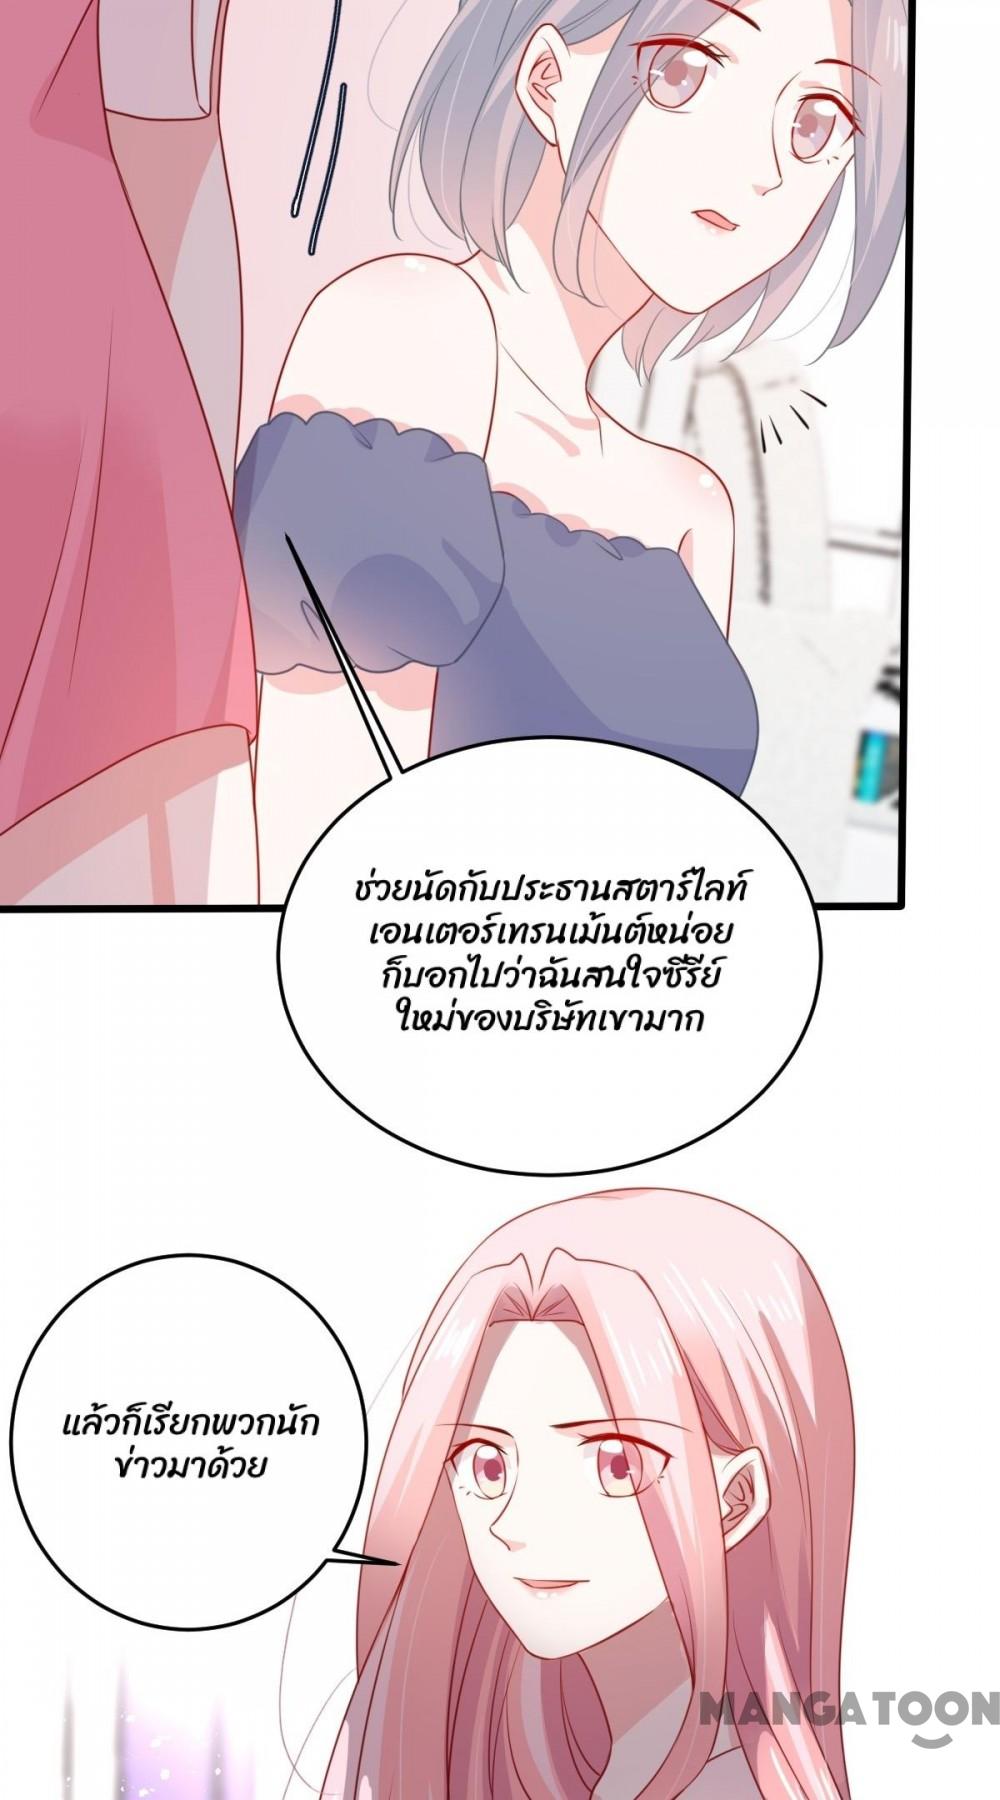 ช่วยนัดกับประธานสตาร์ไลท์
เอนเตอร์เทรนเม้นต์หน่อย
ก็บอกไปว่าฉันสนใจซีรี่ย์
ใหม่ของบริษัทเขามาก
แล้วก็เรียกพวกนัก
ข่าวมาด้วย
MANGATOON